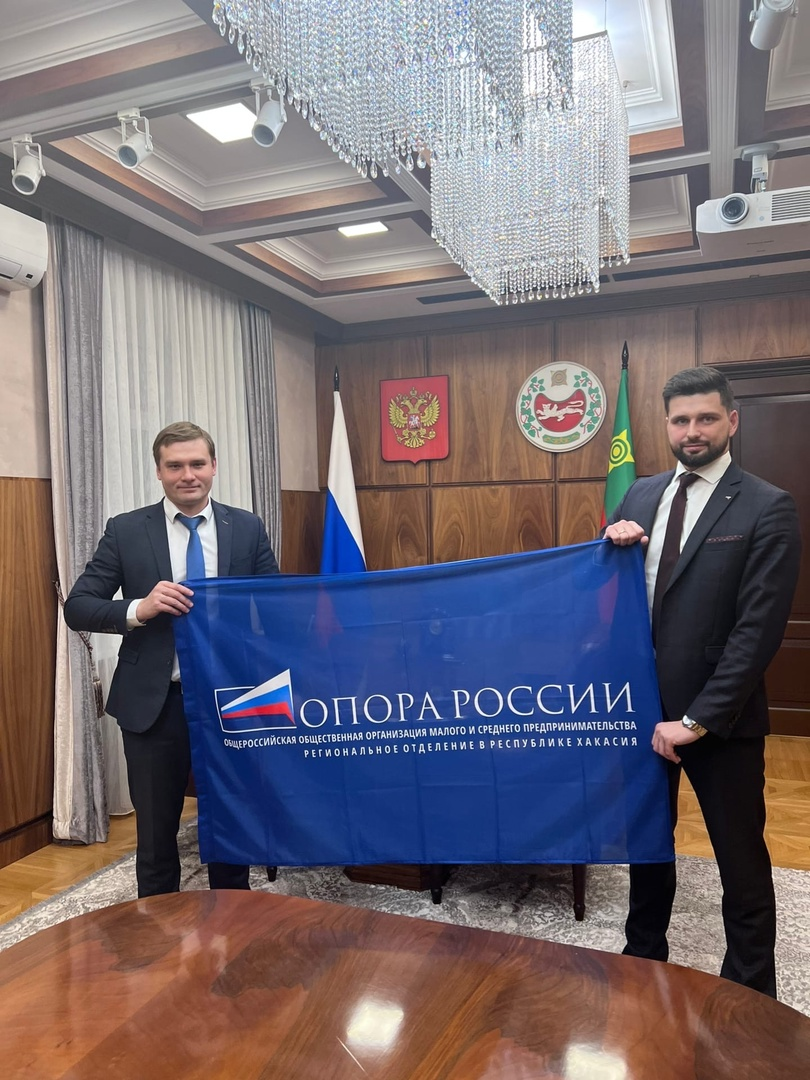 ОПОРА РОССИИ
ОБЩЕРОССИЙСКАЯ ОБЩЕСТВЕННАЯ ОРГАНИЗАЦИЯ МАЛОГО И СРЕДНЕГО ПРЕДПРИНИМАТЕЛЬСТВА
РЕГИОНАЛЬНОЕ ОТДЕЛЕНИЕ В РЕСПУБЛИКЕ ХАКАСИЯ